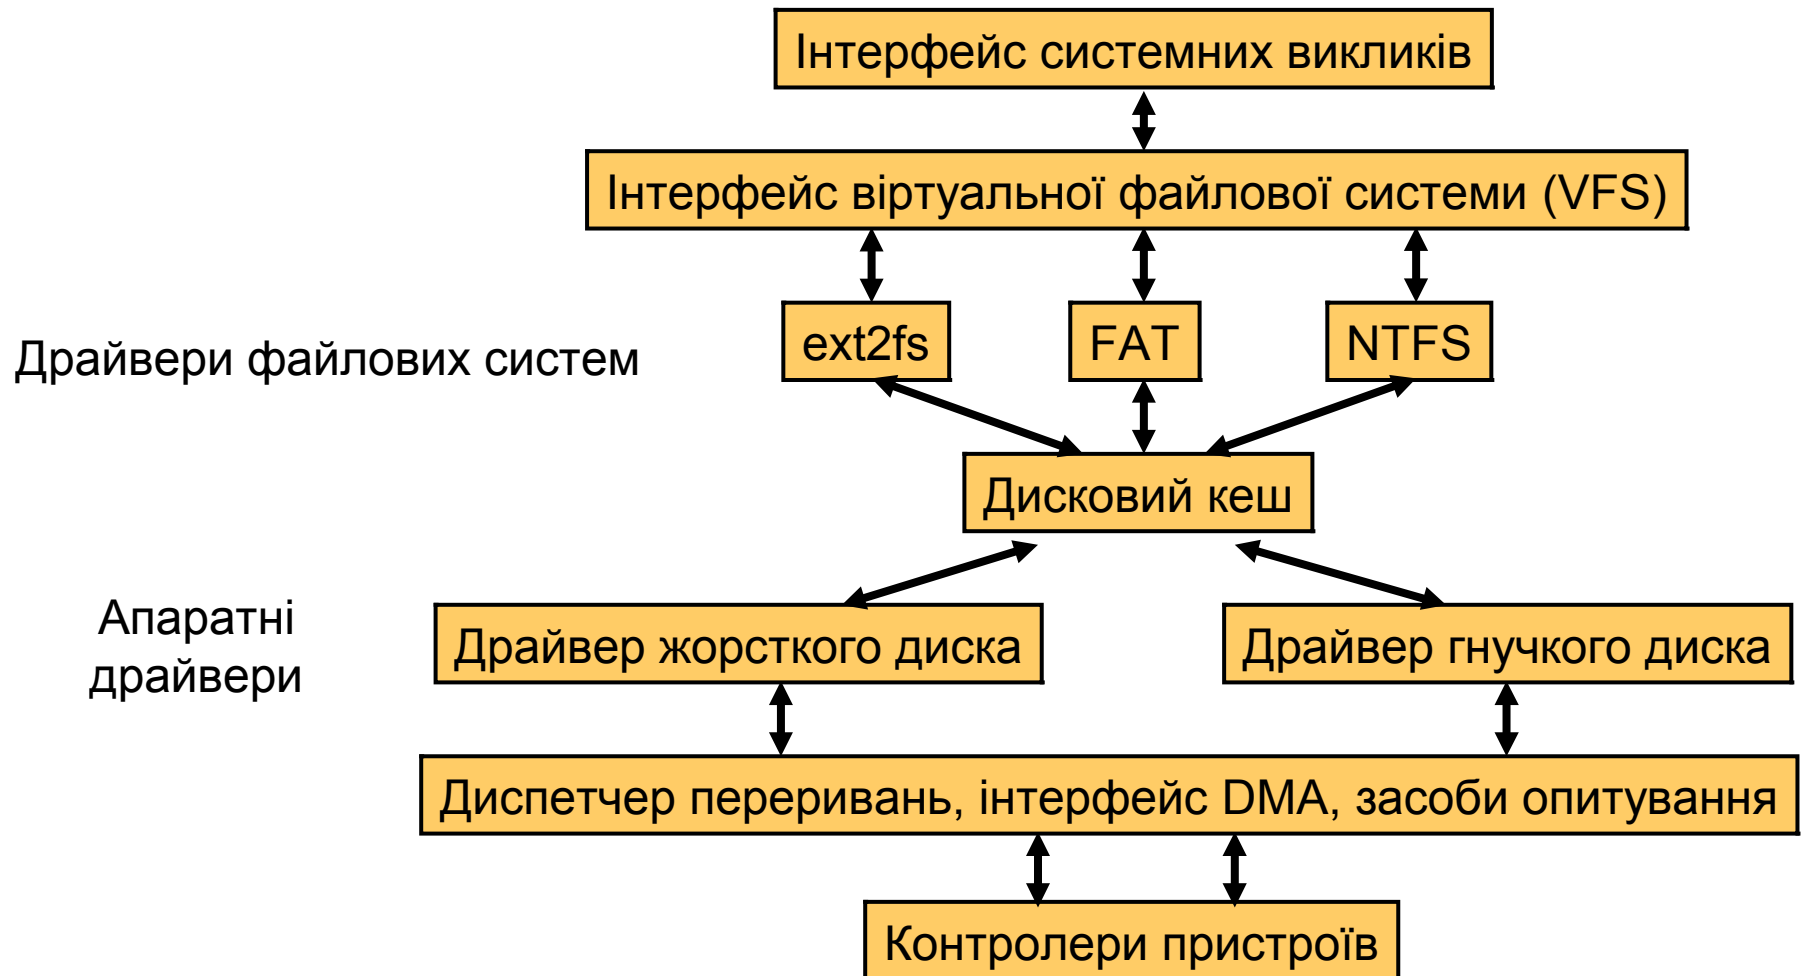 Інтерфейс системних викликів
Інтерфейс віртуальної файлової системи (VFS)
Драйвери файлових систем
ext2fs
FAT
NTFS
Дисковий кеш
Апаратні
драйвери
Драйвер жорсткого диска
Драйвер гнучкого диска
Диспетчер переривань, інтерфейс DMA, засоби опитування
Контролери пристроїв